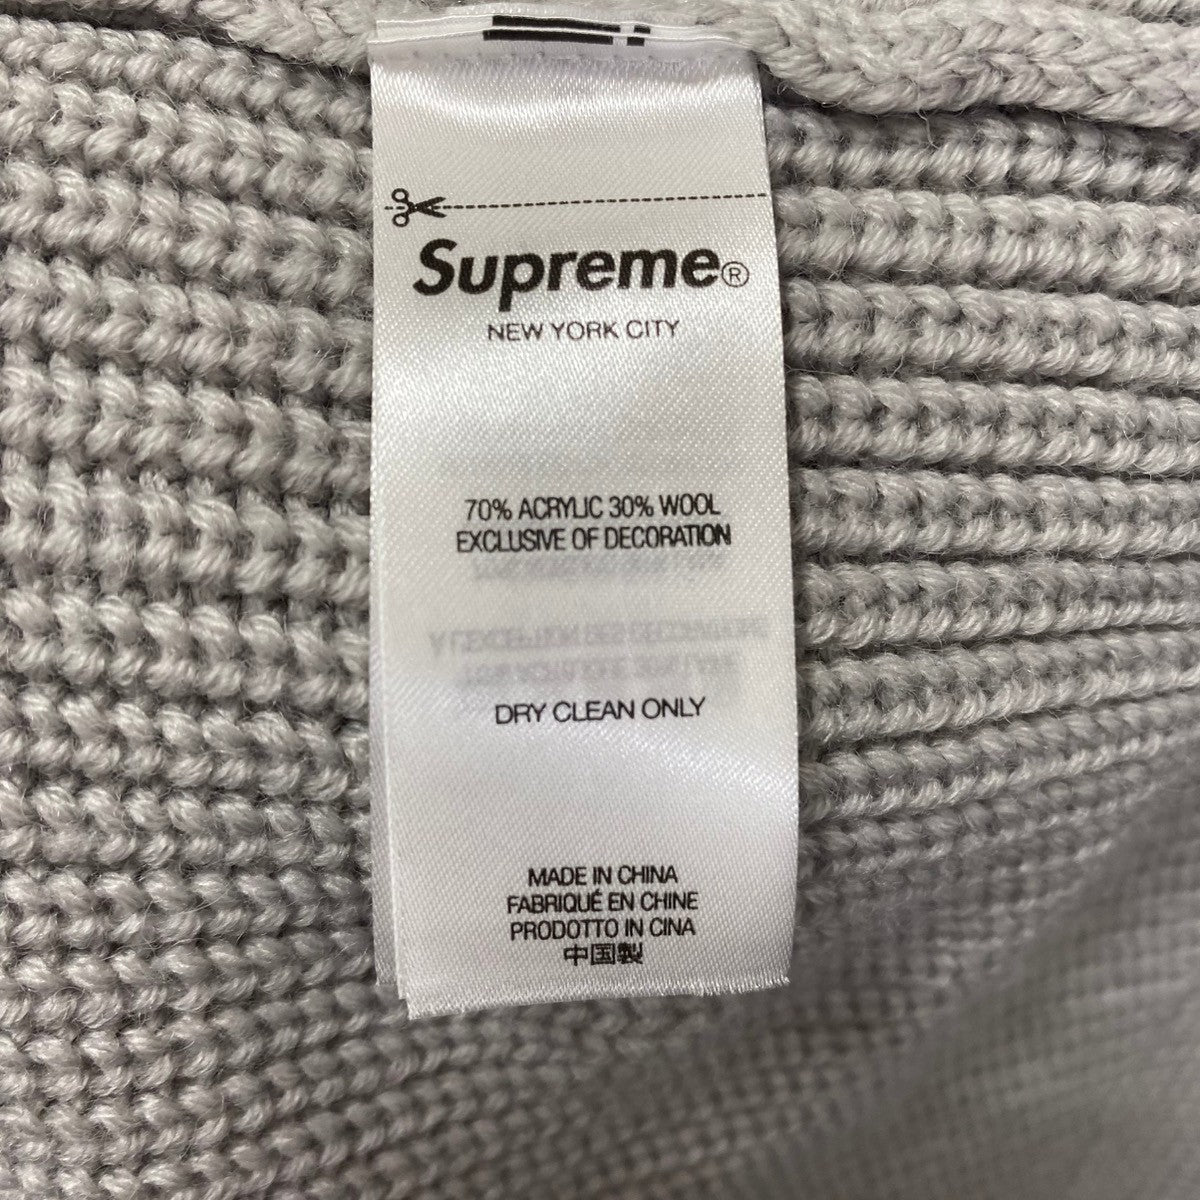 Supreme®
NEW YORK CITY
70% ACRYLIC 30% WOOL
EXCLUSIVE OF DECORATION
DRY CLEAN ONLY
MADE IN CHINA
FABRIQUÉ EN CHINE
PRODOTTO IN CINA
中国製